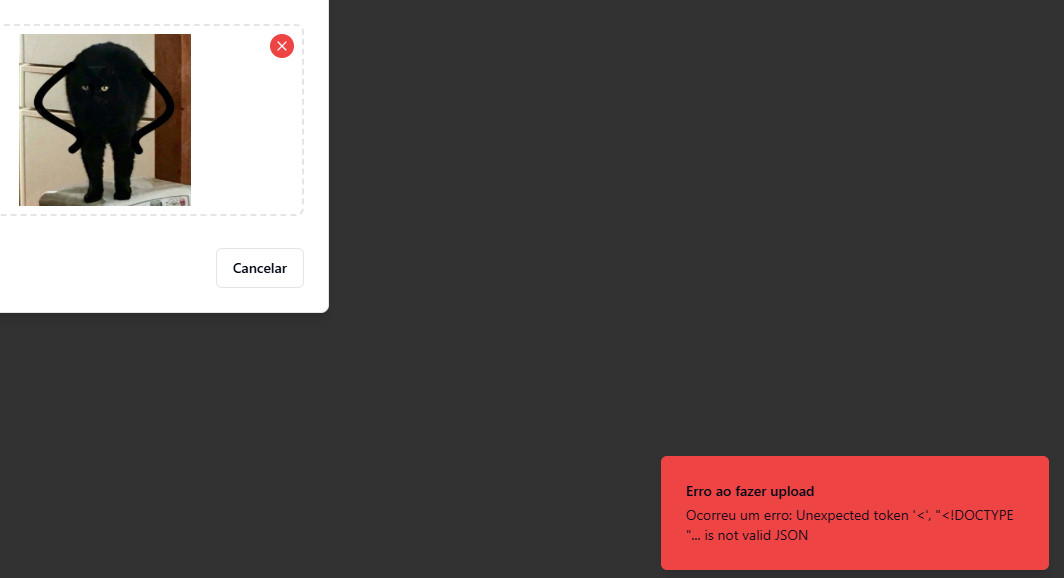 Cancelar
Erro ao fazer upload
Ocorreu um erro: Unexpected token '<', "<!DOCTYPE
"... is not valid JSON